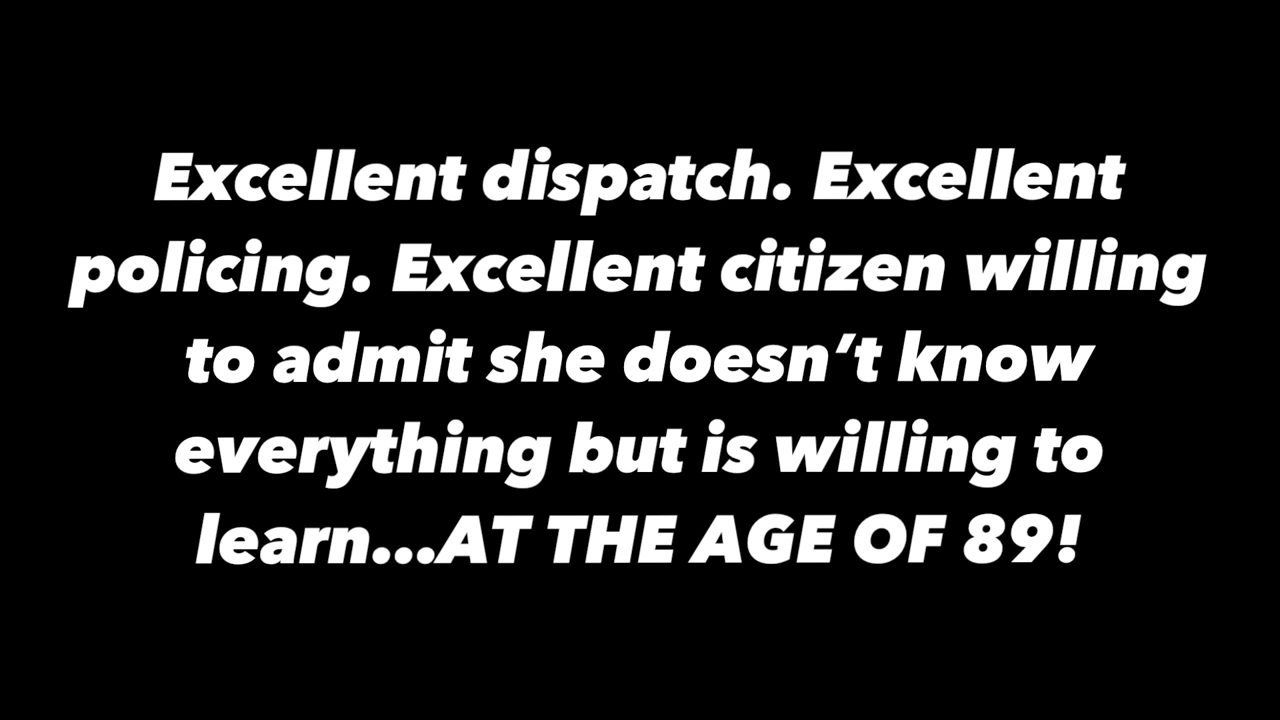 Excellent dispatch. Excellent
policing. Excellent citizen willing
to admit she doesn’t know
everything but is willing to
learn...AT THE AGE OF 89!